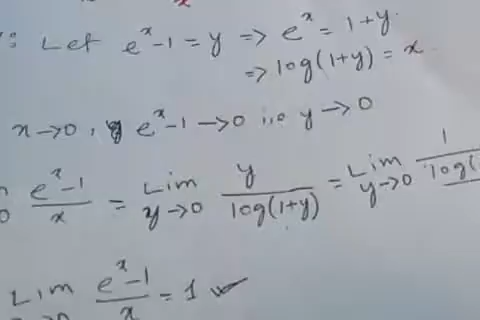 : Let e^x - 1 = y => e^x = 1 + y.
=> log(1+y) = x.
x → 0, e^x - 1 → 0 i.e y → 0
e^x - 1 / x = Lim y→0 y / log(1+y) = Lim y→0 1 / log(
Lim e^x - 1 / x = 1